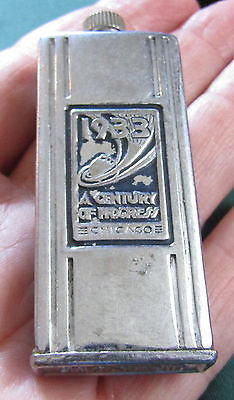 1933
A CENTURY
OF PROGRESS
CHICAGO